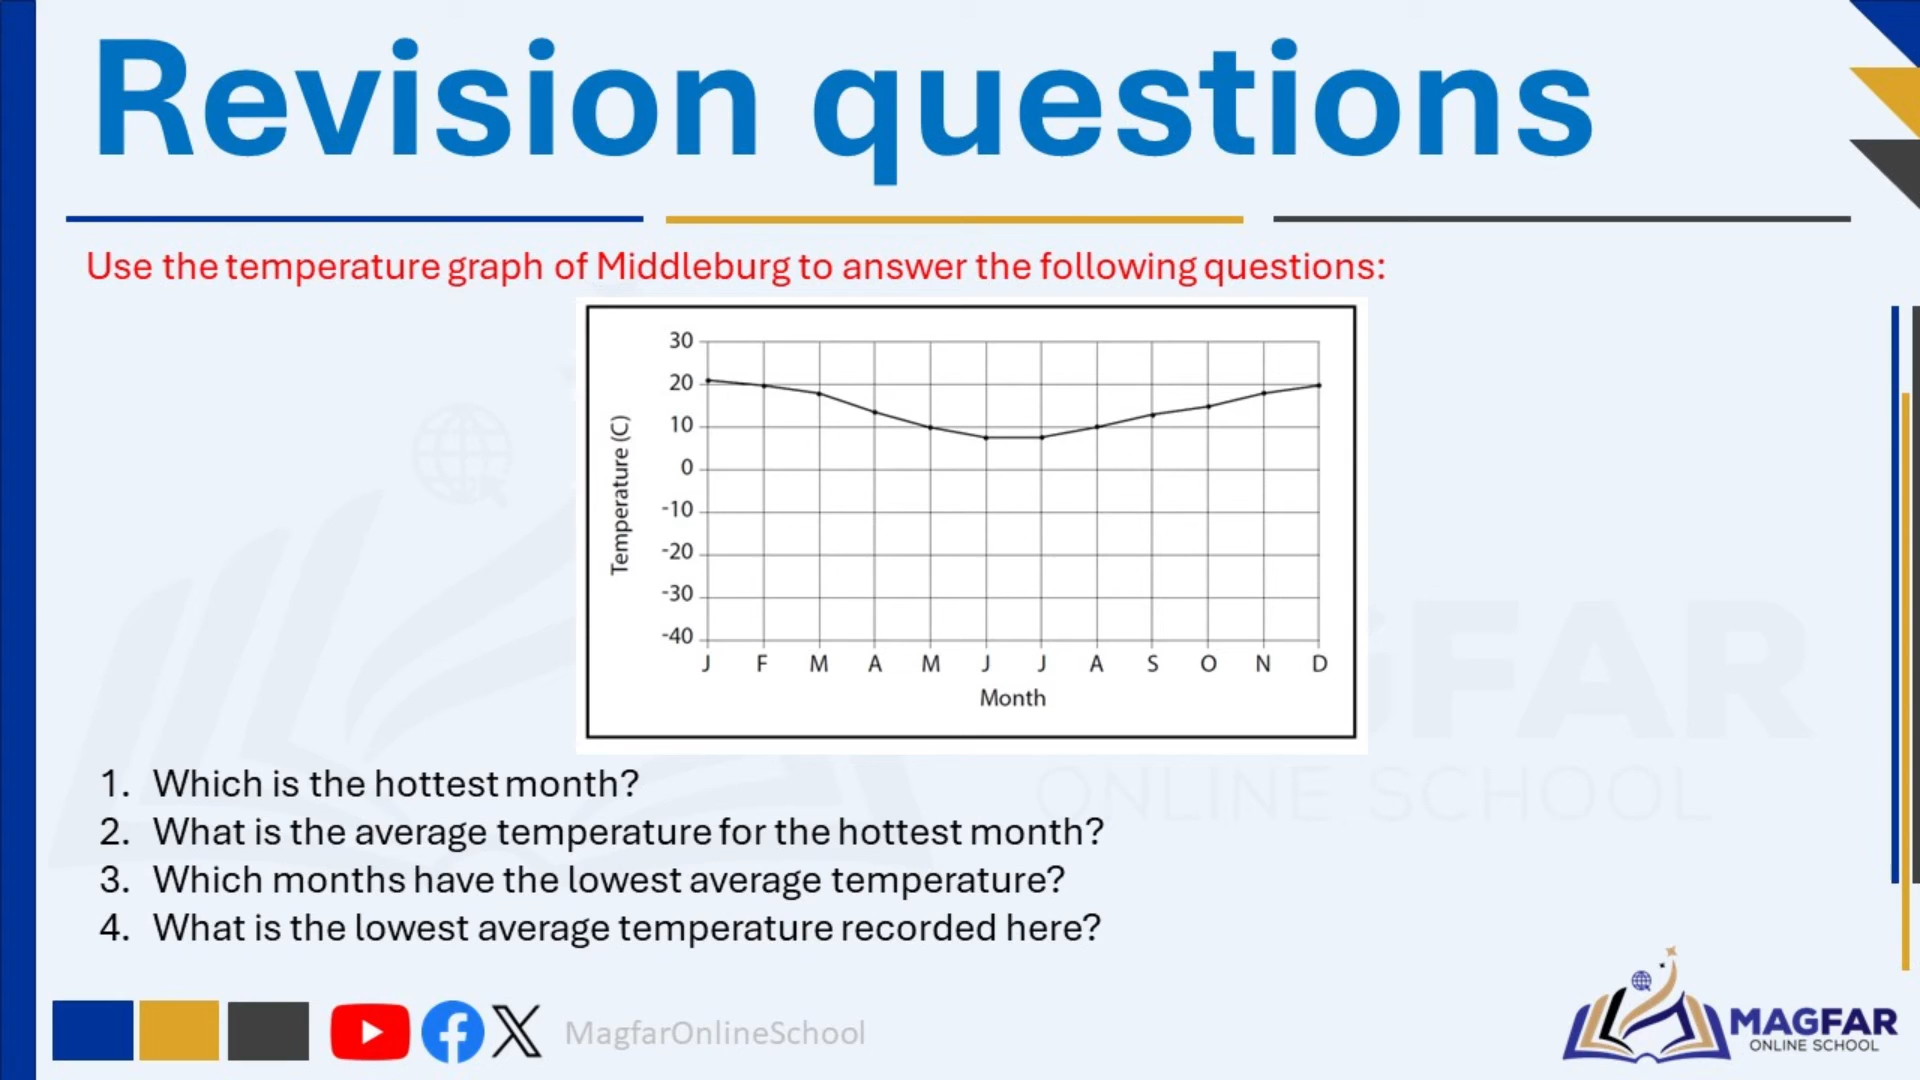 Revision questions
Use the temperature graph of Middleburg to answer the following questions:
30
20
10
0
-10
-20
-30
-40
Temperature (C)
J F M A M J J A S O N D
Month
1. Which is the hottest month?
2. What is the average temperature for the hottest month?
3. Which months have the lowest average temperature?
4. What is the lowest average temperature recorded here?
MagfarOnlineSchool
MAGFAR
ONLINE SCHOOL
GFAR
ONLINE SCHOOL